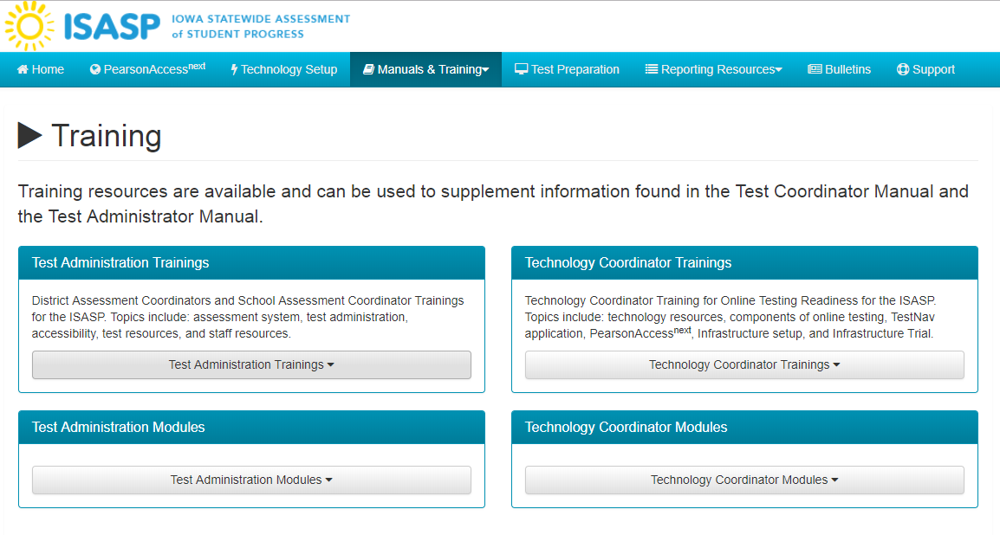 ISASP
IOWA STATEWIDE ASSESSMENT
of STUDENT PROGRESS
Home PearsonAccessnext Technology Setup Manuals & Training Test Preparation Reporting Resources Bulletins Support
Training
Training resources are available and can be used to supplement information found in the Test Coordinator Manual and
the Test Administrator Manual.
Test Administration Trainings
District Assessment Coordinators and School Assessment Coordinator Trainings
for the ISASP. Topics include: assessment system, test administration,
accessibility, test resources, and staff resources.
Test Administration Trainings
Technology Coordinator Trainings
Technology Coordinator Training for Online Testing Readiness for the ISASP.
Topics include: technology resources, components of online testing, TestNav
application, PearsonAccessnext, Infrastructure setup, and Infrastructure Trial.
Technology Coordinator Trainings
Test Administration Modules
Test Administration Modules
Technology Coordinator Modules
Technology Coordinator Modules